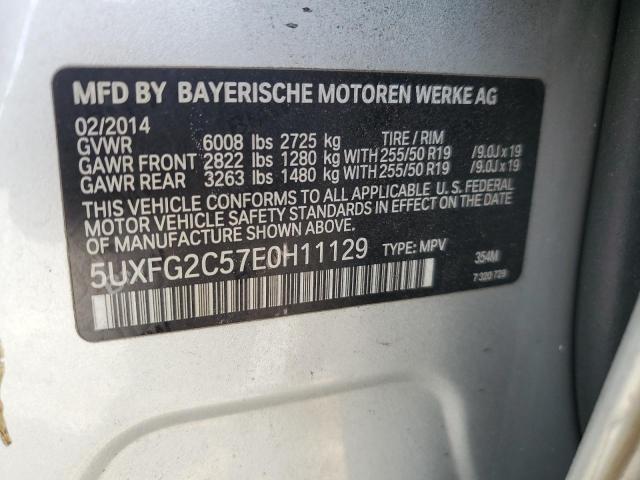 MFD BY BAYERISCHE MOTOREN WERKE AG
02/2014
GVWR 6008 lbs 2725 kg TIRE / RIM
GAWR FRONT 2822 lbs 1280 kg WITH 255/50 R19 /9.0J x 19
GAWR REAR 3263 lbs 1480 kg WITH 255/50 R19 /9.0J x 19
THIS VEHICLE CONFORMS TO ALL APPLICABLE U. S. FEDERAL
MOTOR VEHICLE SAFETY STANDARDS IN EFFECT ON THE DATE
OF MANUFACTURE SHOWN ABOVE.
5UXFG2C57E0H11129 TYPE: MPV 354M
7 320 729